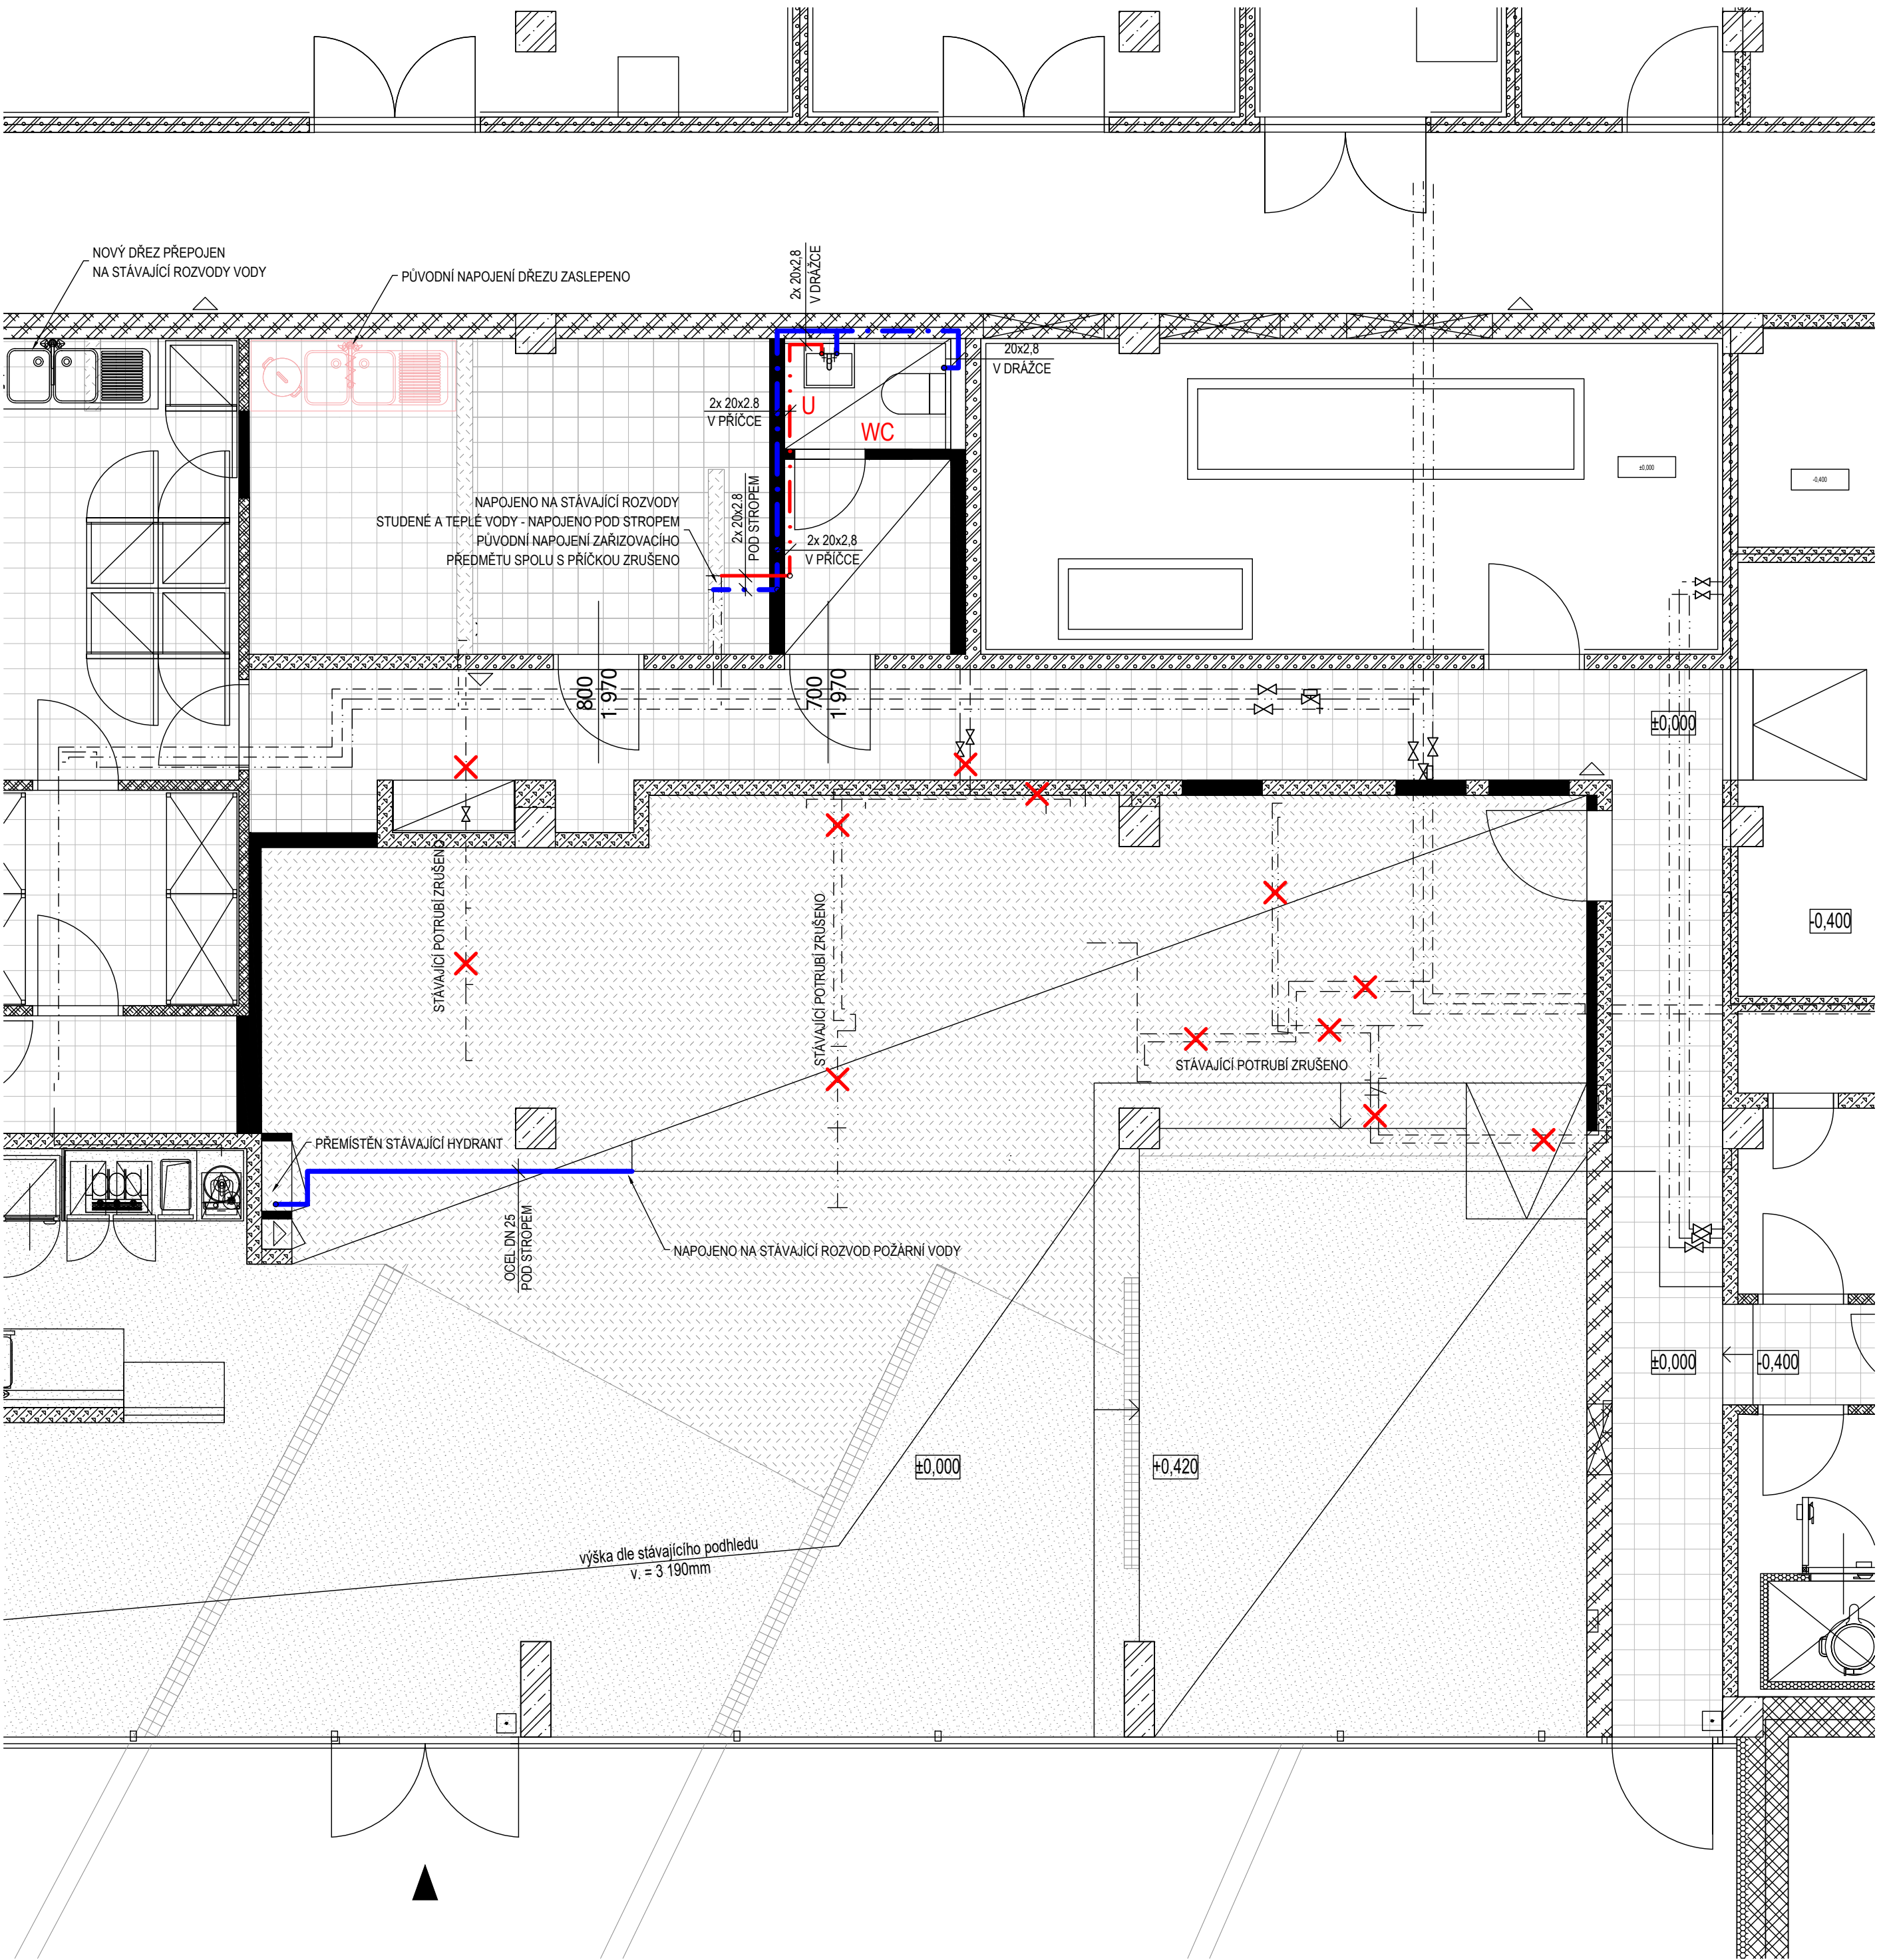 NOVÝ DŘEZ PŘEPOJEN
NA STÁVAJÍCÍ ROZVODY VODY
PŮVODNÍ NAPOJENÍ DŘEZU ZASLEPENO
2x 20x2,8
V DRÁŽCE
20x2,8
V DRÁŽCE
2x 20x2.8
V PŘÍČCE
U
WC
±0,000
-0,400
NAPOJENO NA STÁVAJÍCÍ ROZVODY
STUDENÉ A TEPLÉ VODY - NAPOJENO POD STROPEM
PŮVODNÍ NAPOJENÍ ZAŘIZOVACÍHO
PŘEDMĚTU SPOLU S PŘÍČKOU ZRUŠENO
2x 20x2.8
POD STROPEM
2x 20x2,8
V PŘÍČCE
800
1 970
700
1 970
±0,000
STÁVAJÍCÍ POTRUBÍ ZRUŠENO
STÁVAJÍCÍ POTRUBÍ ZRUŠENO
-0,400
STÁVAJÍCÍ POTRUBÍ ZRUŠENO
PŘEMÍSTĚN STÁVAJÍCÍ HYDRANT
OCEL DN 25
POD STROPEM
NAPOJENO NA STÁVAJÍCÍ ROZVOD POŽÁRNÍ VODY
±0,000
-0,400
±0,000
+0,420
výška dle stávajícího podhledu
v. = 3 190mm